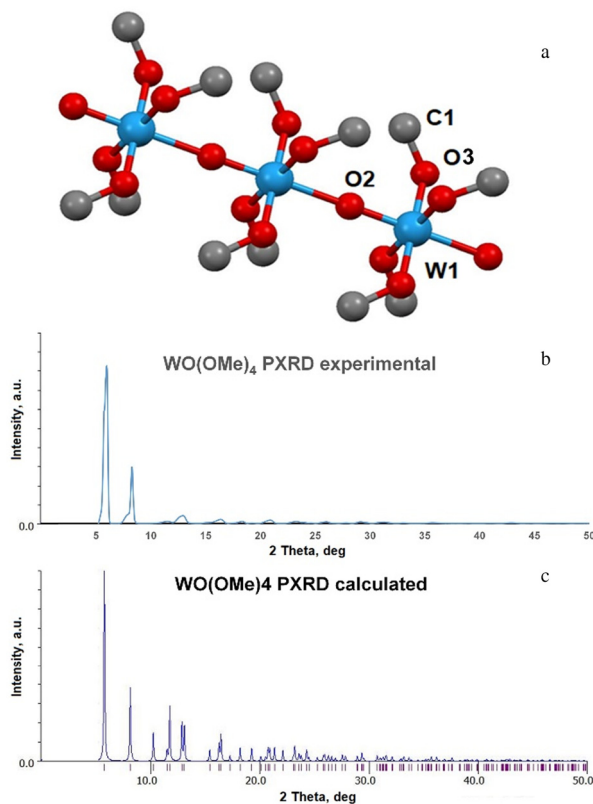 a
C1
O3
O2
W1
b
WO(OMe)₄ PXRD experimental
Intensity, a.u.
0.0
5 10 15 20 25 30 35 40 45 50
2 Theta, deg
c
WO(OMe)4 PXRD calculated
Intensity, a.u.
0.0
10.0 20.0 30.0 40.0 50.0
2 Theta, deg